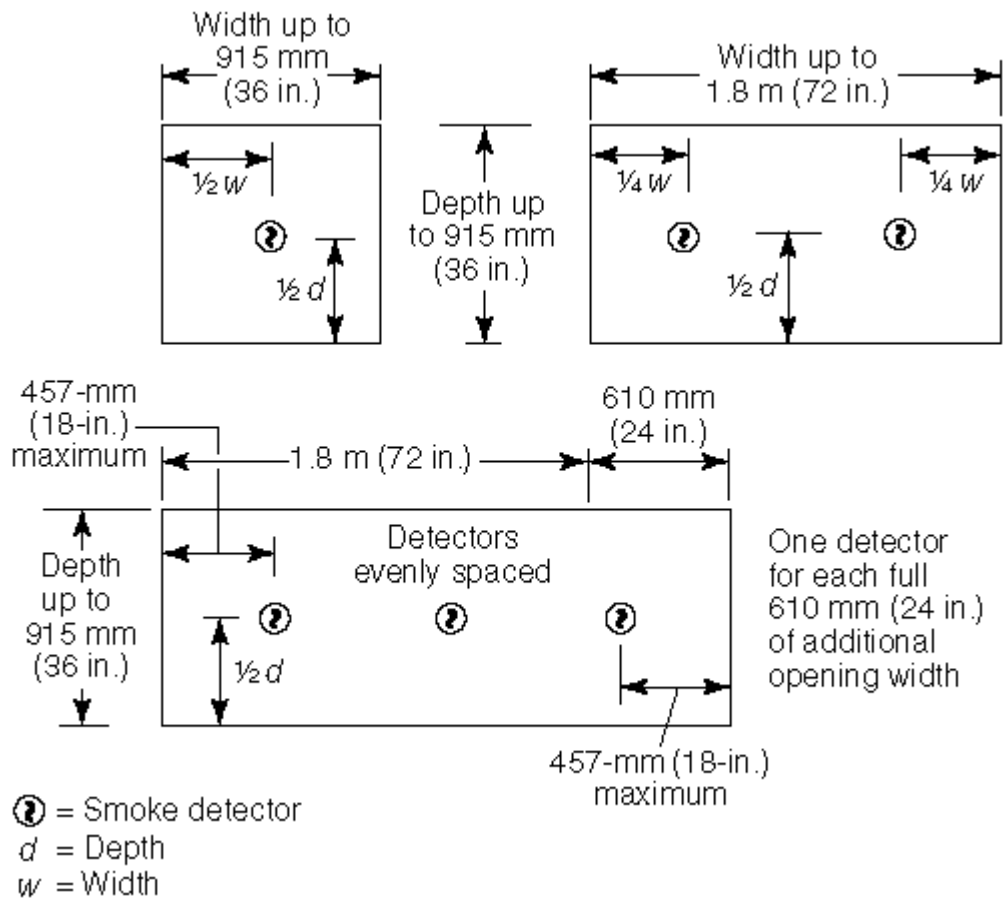 Width up to
915 mm
(36 in.)
Width up to
1.8 m (72 in.)
½ w
¼ w
¼ w
Depth up
to 915 mm
(36 in.)
½ d
½ d
457-mm
(18-in.)
maximum
1.8 m (72 in.)
610 mm
(24 in.)
Depth
up to
915 mm
(36 in.)
Detectors
evenly spaced
½ d
One detector
for each full
610 mm (24 in.)
of additional
opening width
457-mm (18-in.)
maximum
= Smoke detector
d = Depth
w = Width